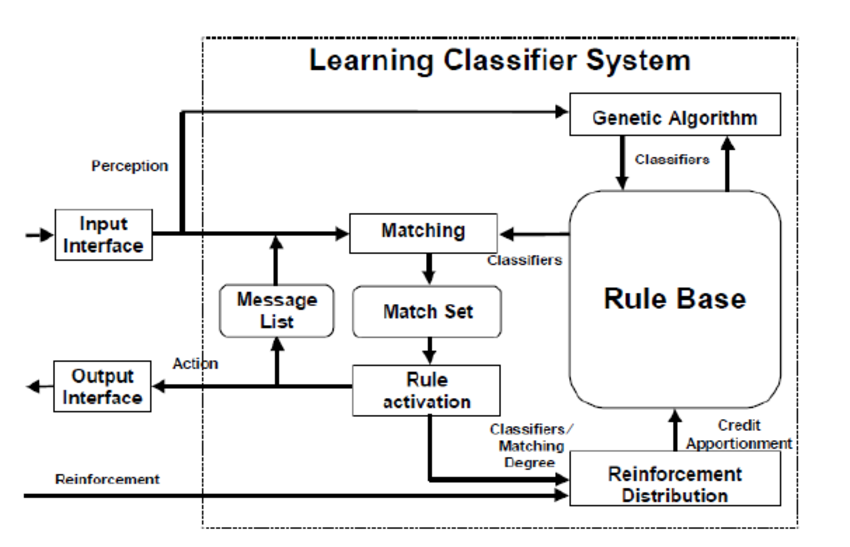 Learning Classifier System
Genetic Algorithm
Perception
Classifiers
Input
Interface
Matching
Classifiers
Message
List
Match Set
Rule Base
Action
Output
Interface
Rule
activation
Classifiers/
Matching
Degree
Credit
Apportionment
Reinforcement
Reinforcement
Distribution